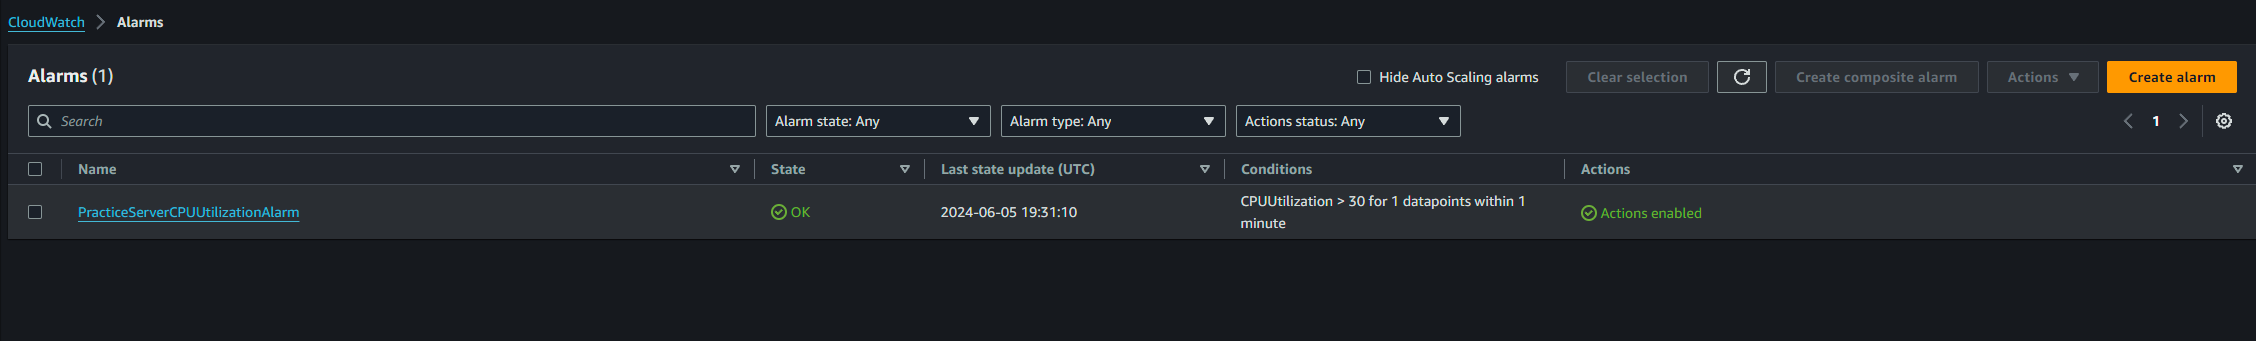 CloudWatch > Alarms
Alarms (1)
Hide Auto Scaling alarms
Clear selection
Create composite alarm
Actions
Create alarm
Search
Alarm state: Any
Alarm type: Any
Actions status: Any
1
Name
State
Last state update (UTC)
Conditions
Actions
PracticeServerCPUUtilizationAlarm
OK
2024-06-05 19:31:10
CPUUtilization > 30 for 1 datapoints within 1
minute
Actions enabled